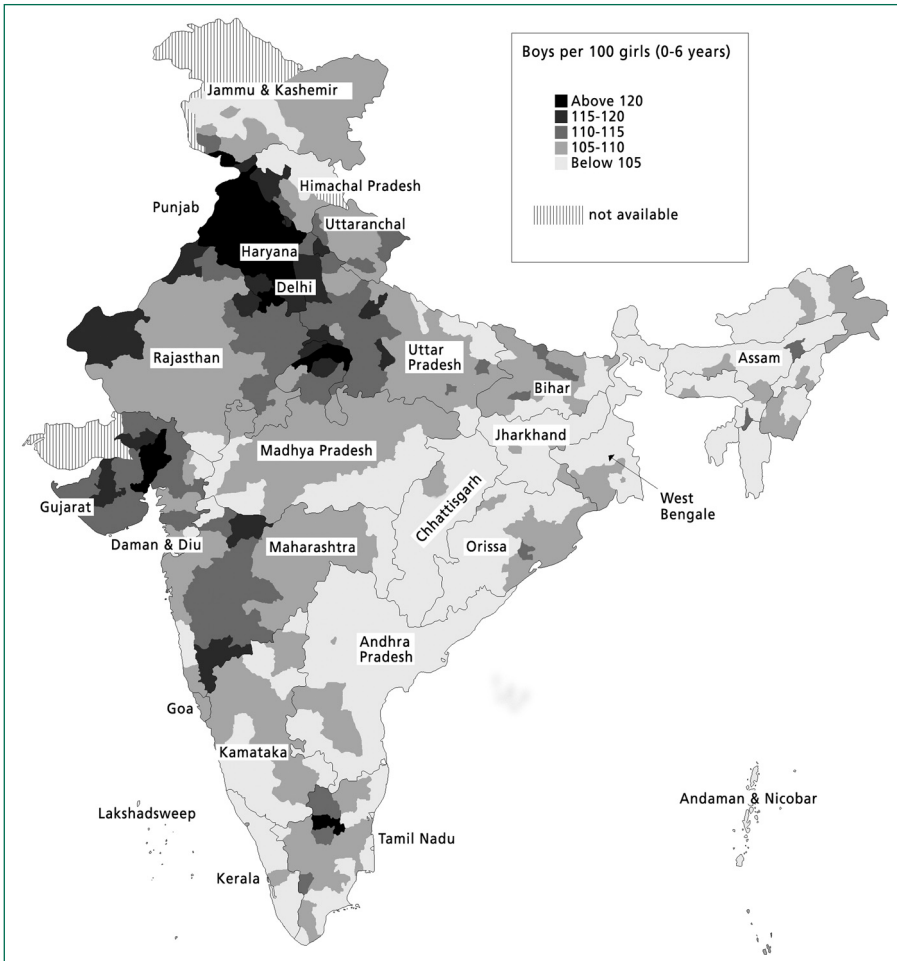 Boys per 100 girls (0-6 years)
Above 120
115-120
110-115
105-110
Below 105
not available
Jammu & Kashmir
Himachal Pradesh
Punjab
Uttaranchal
Haryana
Delhi
Rajasthan
Uttar
Pradesh
Assam
Bihar
Jharkhand
Madhya Pradesh
Chhattisgarh
West
Bengale
Gujarat
Daman & Diu
Maharashtra
Orissa
Andhra
Pradesh
Goa
Kamataka
Lakshadsweep
Andaman & Nicobar
Tamil Nadu
Kerala